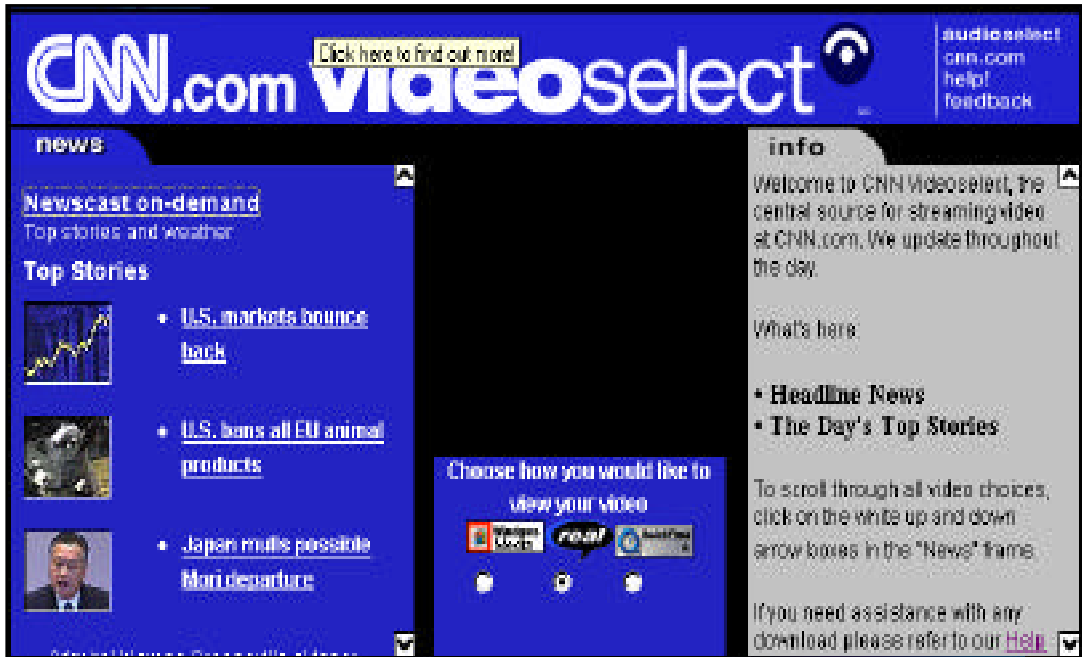 CNN.com videoselect
Click here to find out more!
audioselect
cnn.com
help!
feedback
news
Newscast on-demand
Top stories and weather
Top Stories
• U.S. markets bounce
back
• U.S. bans all EU animal
products
• Japan mulls possible
Mori departure
Choose how you would like to
view your video
Windows
Media
real
QuickTime
info
Welcome to CNN Videoselect, the
central source for streaming video
at CNN.com. We update throughout
the day.
What's here:
• Headline News
• The Day's Top Stories
To scroll through all video choices,
click on the white up and down
arrow boxes in the "News" frame.
If you need assistance with any
download please refer to our Help